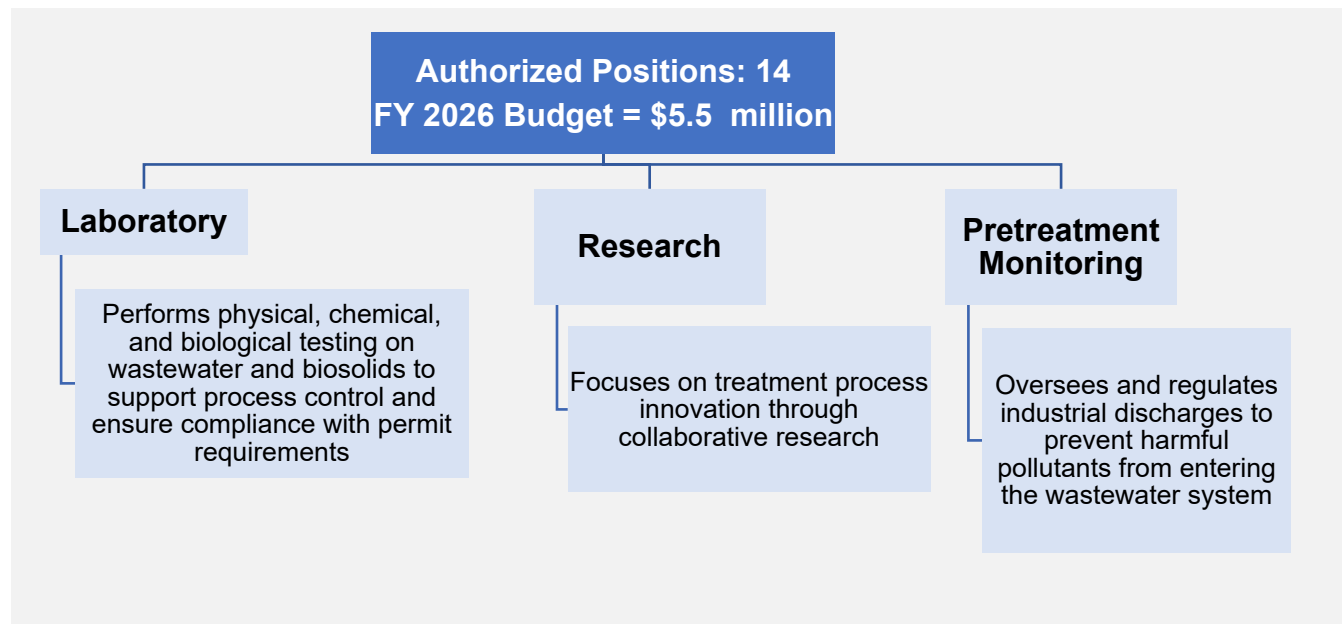 Authorized Positions: 14
FY 2026 Budget = $5.5 million
Laboratory
Performs physical, chemical,
and biological testing on
wastewater and biosolids to
support process control and
ensure compliance with permit
requirements
Research
Focuses on treatment process
innovation through
collaborative research
Pretreatment
Monitoring
Oversees and regulates
industrial discharges to
prevent harmful
pollutants from entering
the wastewater system